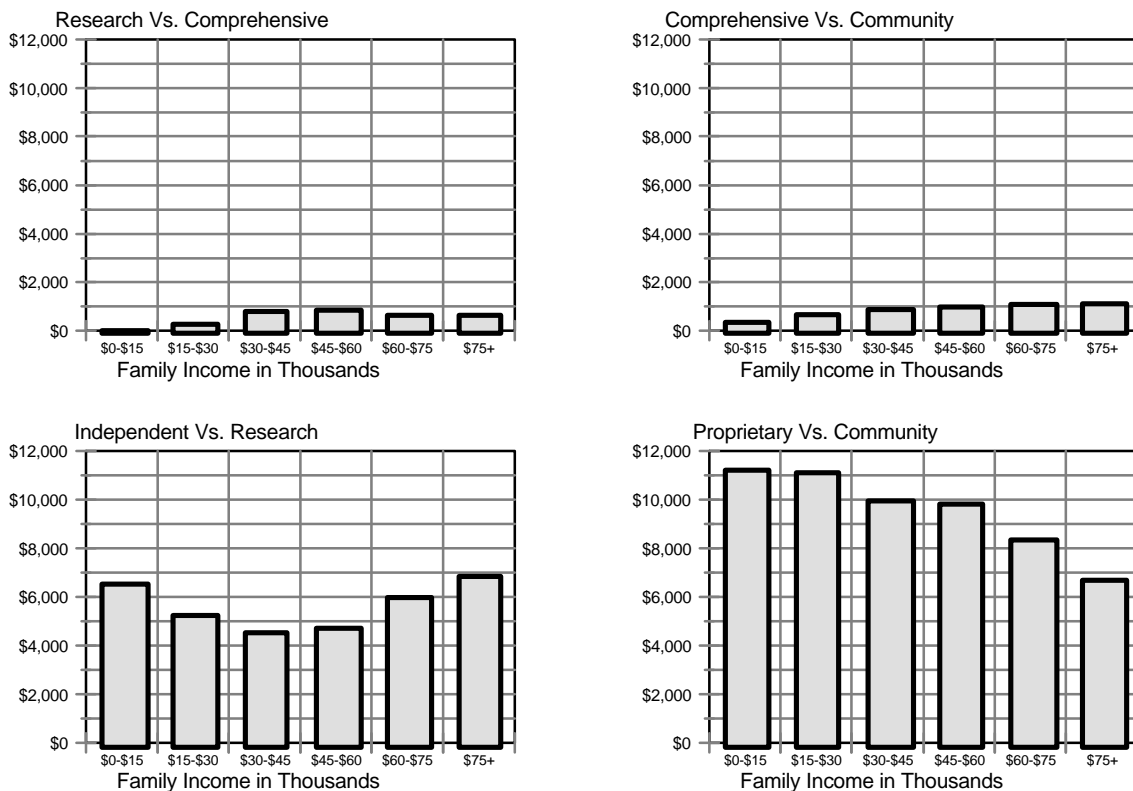 Research Vs. Comprehensive
$12,000
$10,000
$8,000
$6,000
$4,000
$2,000
$0
$0-$15 $15-$30 $30-$45 $45-$60 $60-$75 $75+
Family Income in Thousands
Comprehensive Vs. Community
$12,000
$10,000
$8,000
$6,000
$4,000
$2,000
$0
$0-$15 $15-$30 $30-$45 $45-$60 $60-$75 $75+
Family Income in Thousands
Independent Vs. Research
$12,000
$10,000
$8,000
$6,000
$4,000
$2,000
$0
$0-$15 $15-$30 $30-$45 $45-$60 $60-$75 $75+
Family Income in Thousands
Proprietary Vs. Community
$12,000
$10,000
$8,000
$6,000
$4,000
$2,000
$0
$0-$15 $15-$30 $30-$45 $45-$60 $60-$75 $75+
Family Income in Thousands